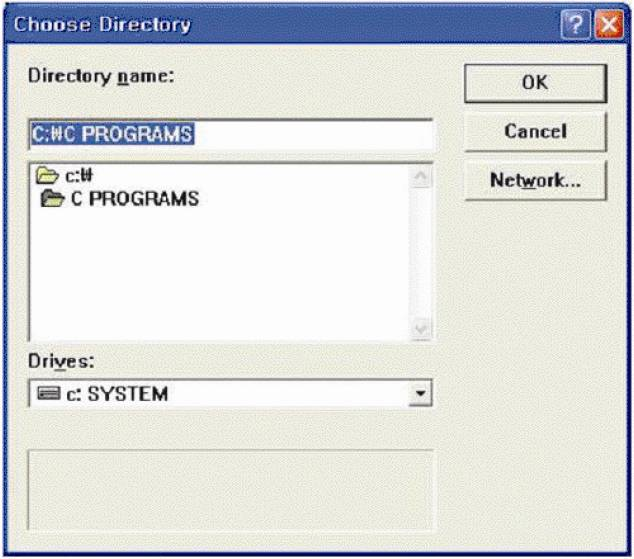 Choose Directory
Directory name:
OK
C:₩C PROGRAMS
Cancel
c:₩
Network...
C PROGRAMS
Drives:
c: SYSTEM